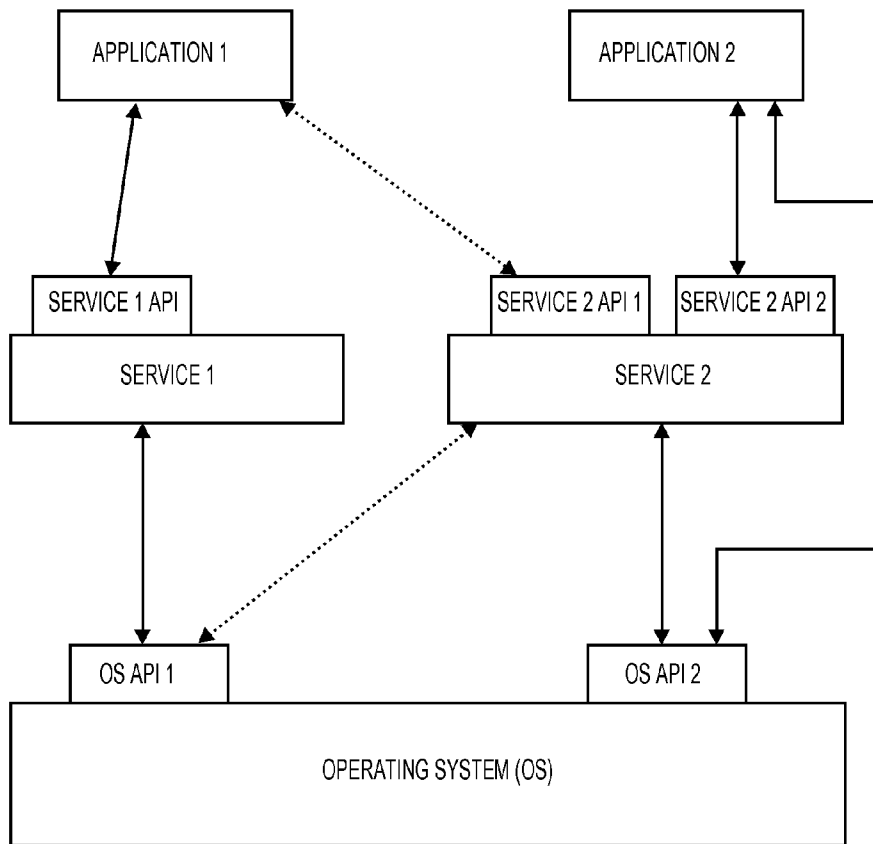 APPLICATION 1
APPLICATION 2
SERVICE 1 API
SERVICE 2 API 1
SERVICE 2 API 2
SERVICE 1
SERVICE 2
OS API 1
OS API 2
OPERATING SYSTEM (OS)